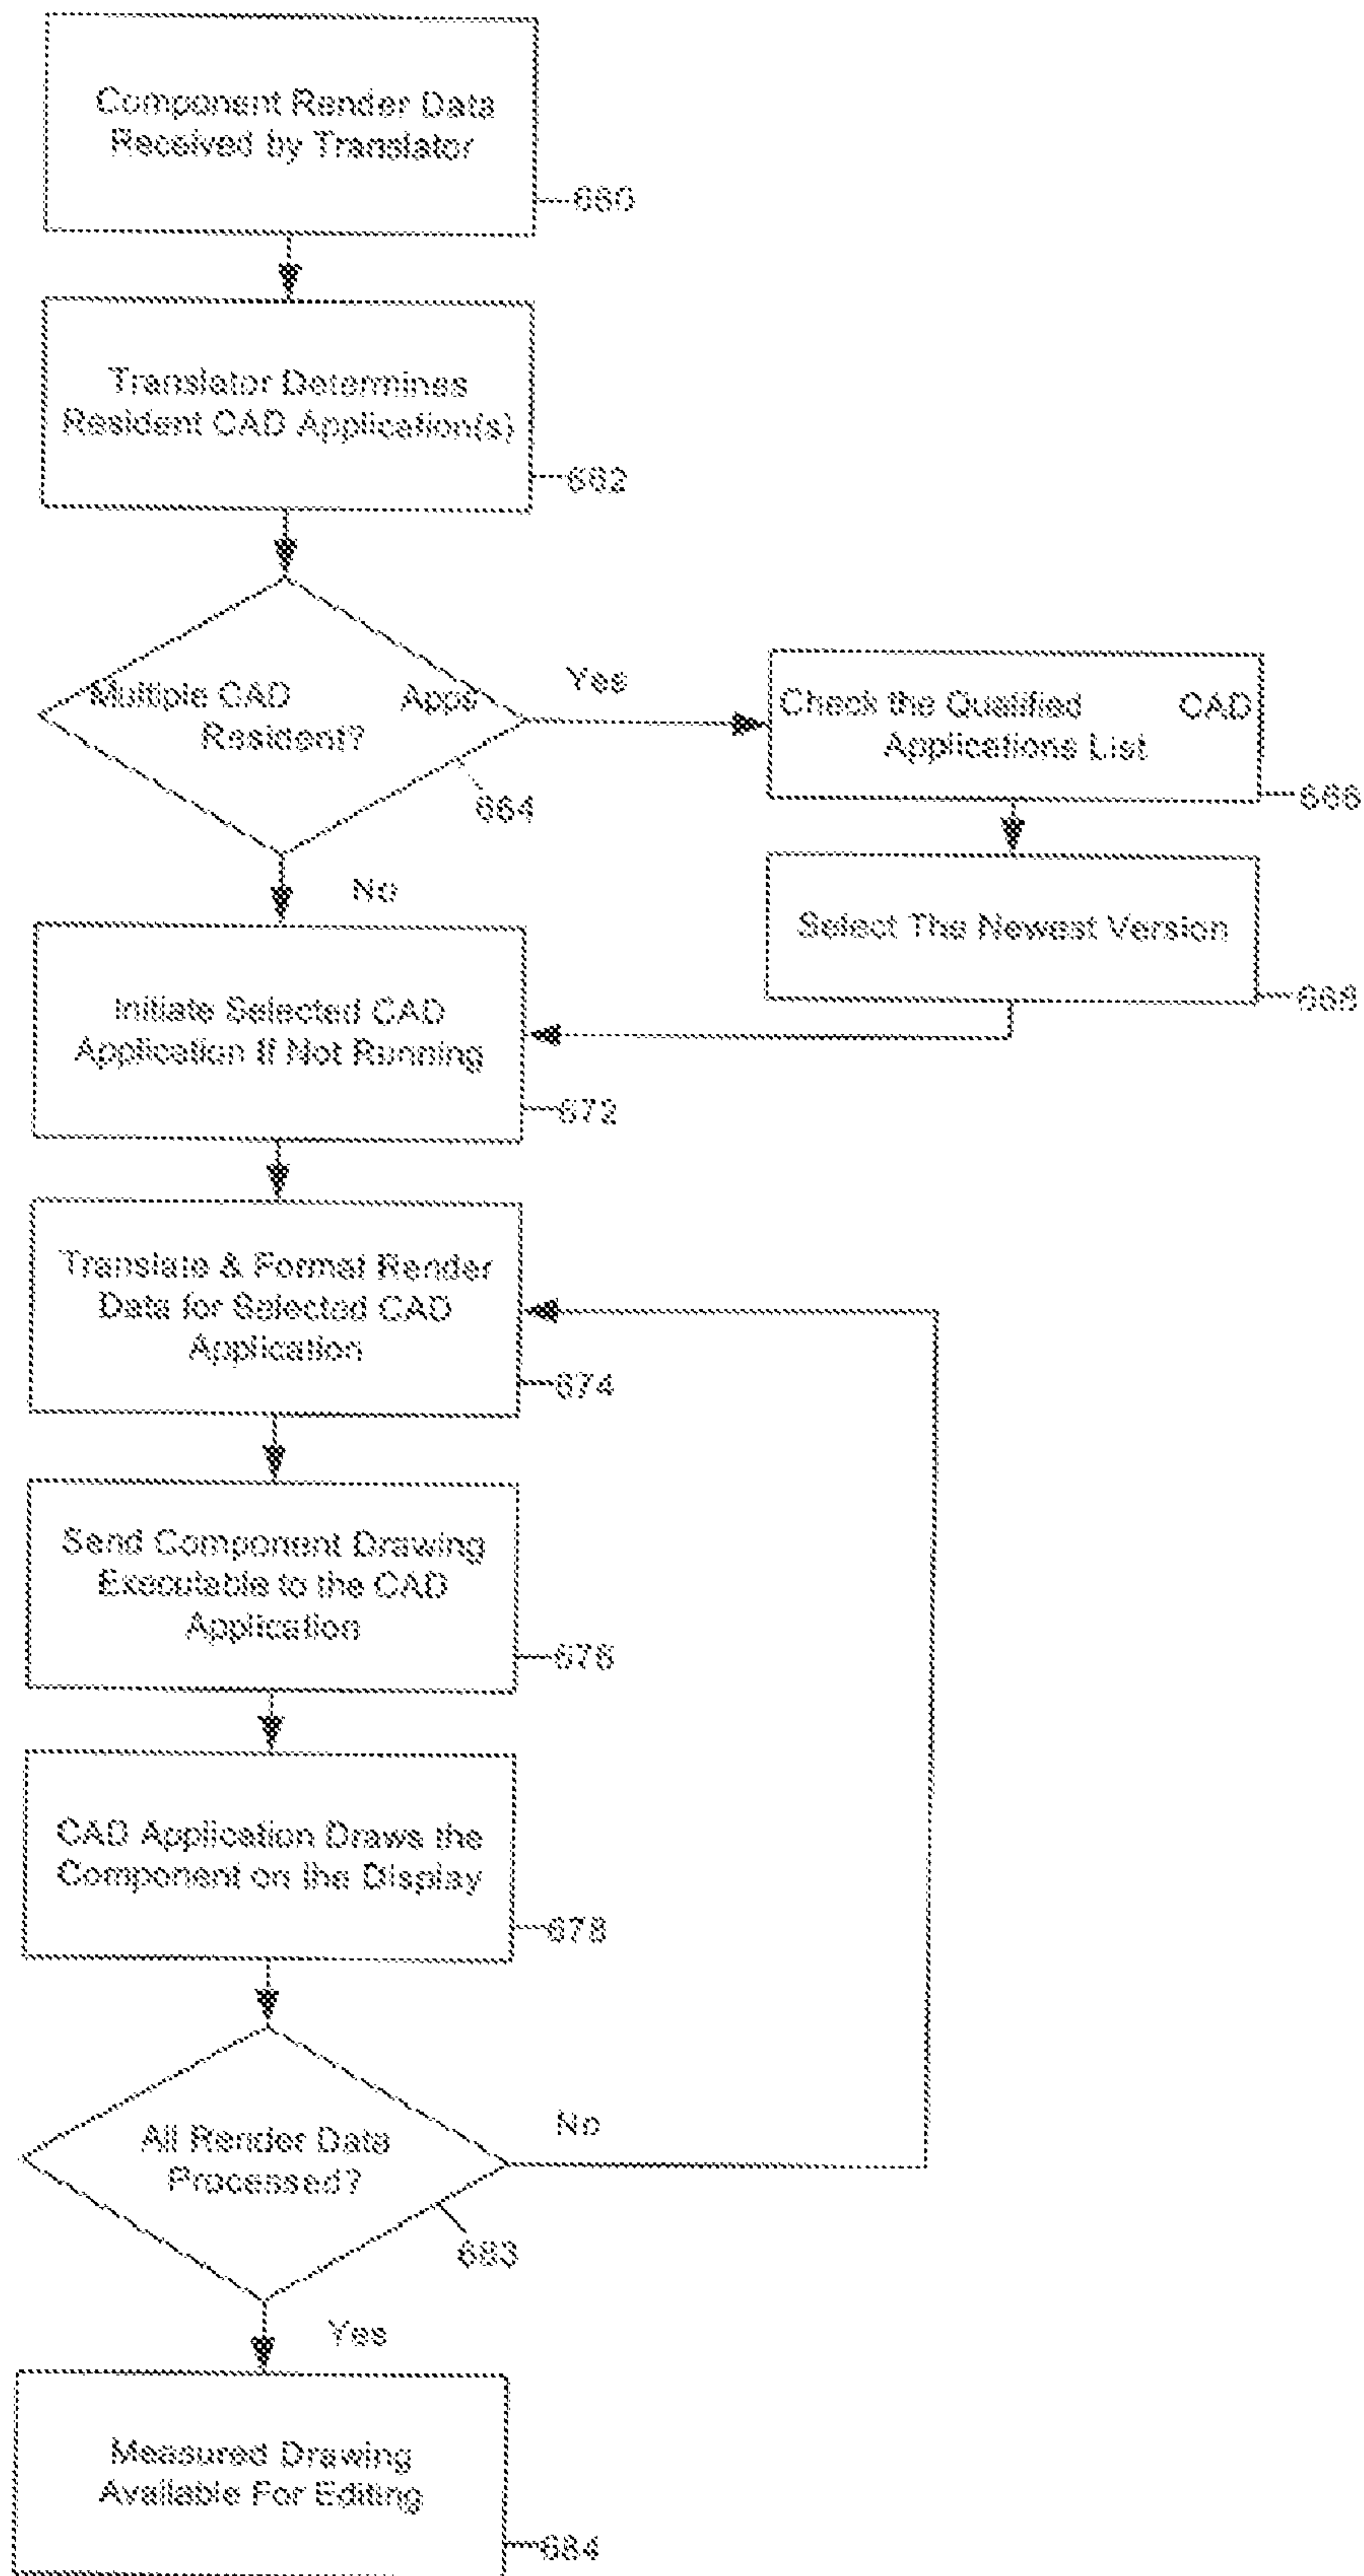 Component Render Data
Received by Translator
660
Translator Determines
Resident CAD Application(s)
662
Multiple CAD Apps
Resident?
664
Yes
Check the Qualified CAD
Applications List
666
No
Select The Newest Version
668
Initiate Selected CAD
Application If Not Running
672
Translate & Format Render
Data for Selected CAD
Application
674
Send Component Drawing
Executable to the CAD
Application
676
CAD Application Draws the
Component on the Display
678
All Render Data
Processed?
No
683
Yes
Measured Drawing
Available For Editing
684